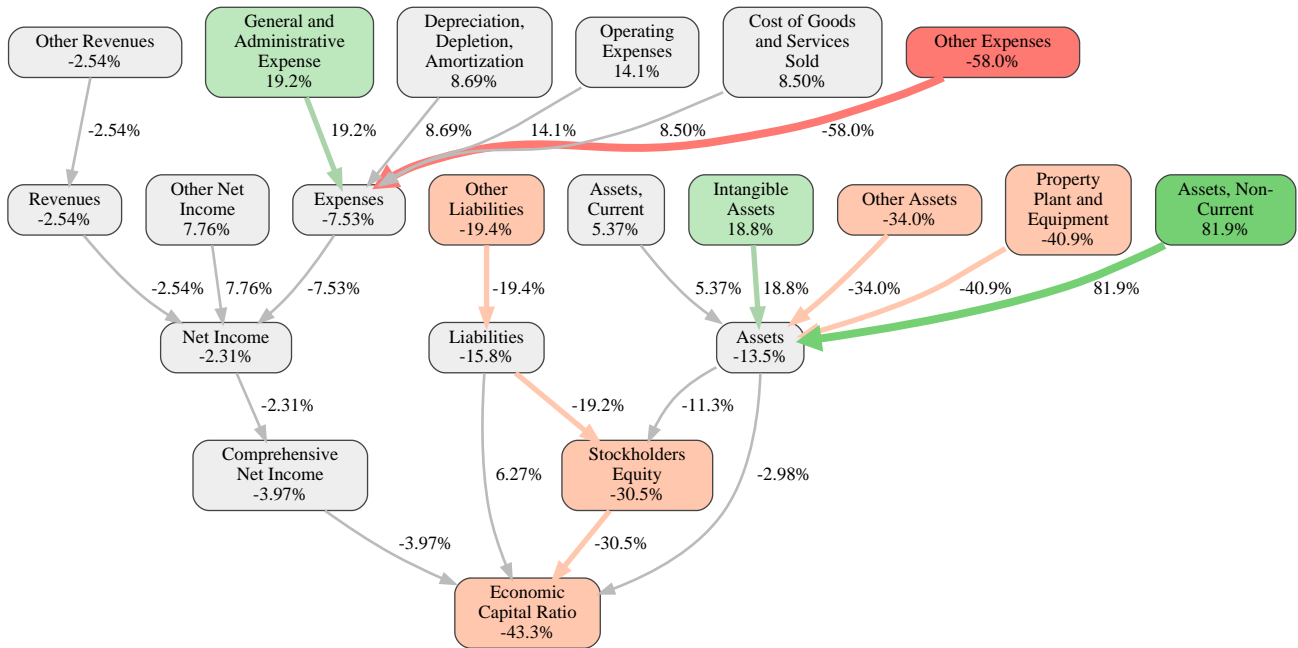 Other Revenues
-2.54%
General and
Administrative
Expense
19.2%
Depreciation,
Depletion,
Amortization
8.69%
Operating
Expenses
14.1%
Cost of Goods
and Services
Sold
8.50%
Other Expenses
-58.0%
-2.54%
19.2%
8.69%
14.1%
8.50%
-58.0%
Revenues
-2.54%
Other Net
Income
7.76%
Expenses
-7.53%
Other
Liabilities
-19.4%
Assets,
Current
5.37%
Intangible
Assets
18.8%
Other Assets
-34.0%
Property
Plant and
Equipment
-40.9%
Assets, Non-
Current
81.9%
-2.54%
7.76%
-7.53%
-19.4%
5.37%
18.8%
-34.0%
-40.9%
81.9%
Net Income
-2.31%
Liabilities
-15.8%
Assets
-13.5%
-2.31%
-19.2%
-11.3%
Comprehensive
Net Income
-3.97%
6.27%
Stockholders
Equity
-30.5%
-2.98%
-3.97%
-30.5%
Economic
Capital Ratio
-43.3%